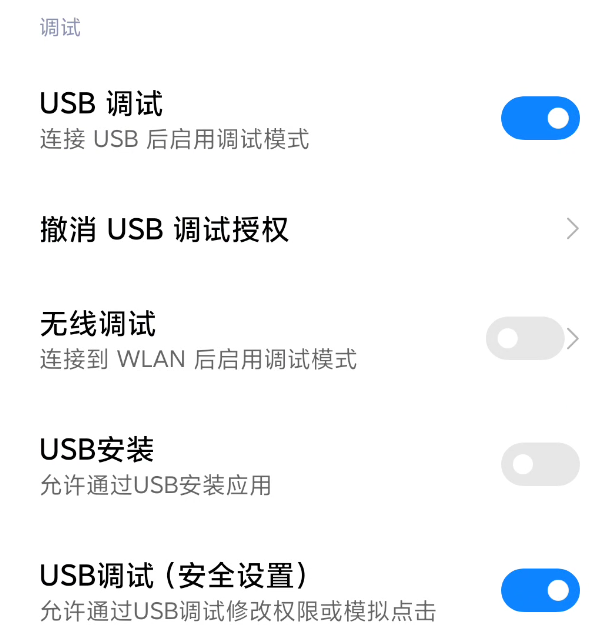 调试
USB 调试
连接 USB 后启用调试模式
撤消 USB 调试授权
无线调试
连接到 WLAN 后启用调试模式
USB安装
允许通过USB安装应用
USB调试（安全设置）
允许通过USB调试修改权限或模拟点击